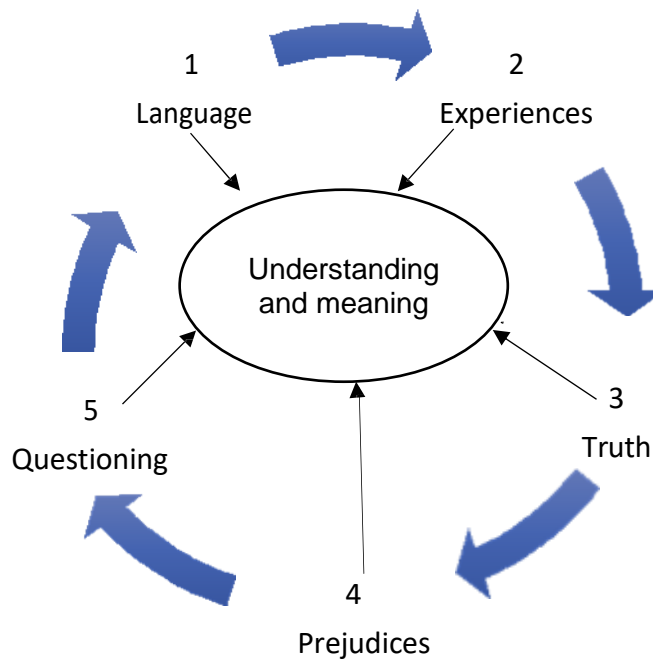 1
Language
2
Experiences
Understanding
and meaning
3
Truth
4
Prejudices
5
Questioning